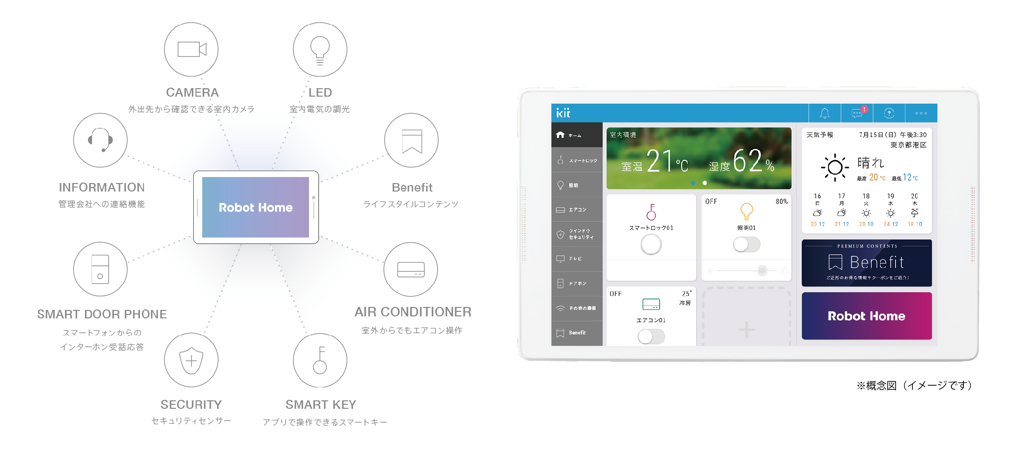 CAMERA
外出先から確認できる室内カメラ
LED
室内電気の調光
INFORMATION
管理会社への連絡機能
Benefit
ライフスタイルコンテンツ
Robot Home
SMART DOOR PHONE
スマートフォンからの
インターホン受話応答
AIR CONDITIONER
室外からでもエアコン操作
SECURITY
セキュリティセンサー
SMART KEY
アプリで操作できるスマートキー
kit
ホーム
スマートロック
照明
エアコン
ウインドウ
セキュリティ
テレビ
ドアホン
その他の機器
Benefit
室内環境
室温 21℃ 湿度 62%
スマートロック01
OFF 80%
照明01
OFF 25°
冷房
エアコン01
天気予報 7月15日(日) 午後3:30
東京都港区
晴れ
最高 20℃ 最低 12℃
16 17 18 19 20
月 火 水 木
PREMIUM CONTENTS
Benefit
ご近所のお得な情報やクーポンをご紹介!
Robot Home
※概念図（イメージです）